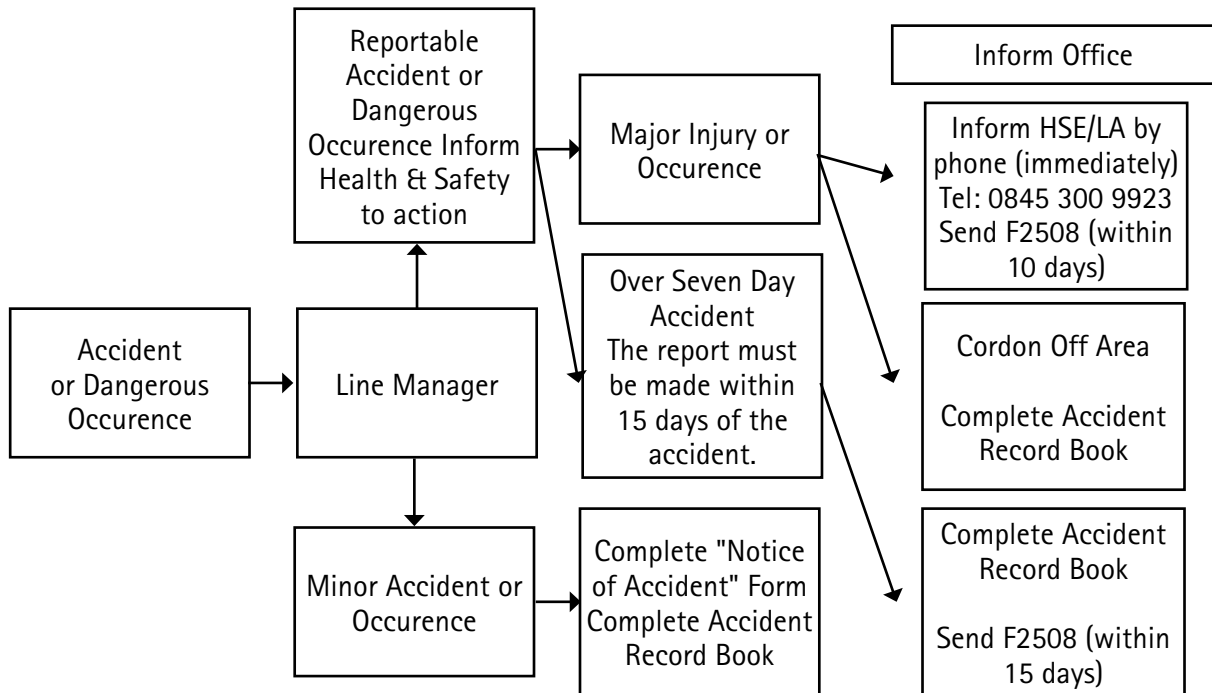 Reportable
Accident or
Dangerous
Occurence Inform
Health & Safety
to action
Major Injury or
Occurence
Inform Office
Inform HSE/LA by
phone (immediately)
Tel: 0845 300 9923
Send F2508 (within
10 days)
Accident
or Dangerous
Occurence
Line Manager
Over Seven Day
Accident
The report must
be made within
15 days of the
accident.
Cordon Off Area
Complete Accident
Record Book
Minor Accident or
Occurence
Complete "Notice
of Accident" Form
Complete Accident
Record Book
Complete Accident
Record Book
Send F2508 (within
15 days)